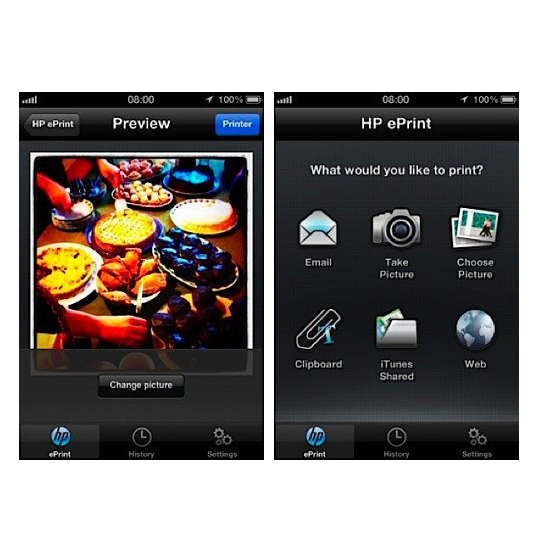 08:00
100%
HP ePrint
Preview
Printer
Change picture
hp
ePrint
History
Settings
08:00
100%
HP ePrint
What would you like to print?
Email
Take
Picture
Choose
Picture
Clipboard
iTunes
Shared
Web
hp
ePrint
History
Settings